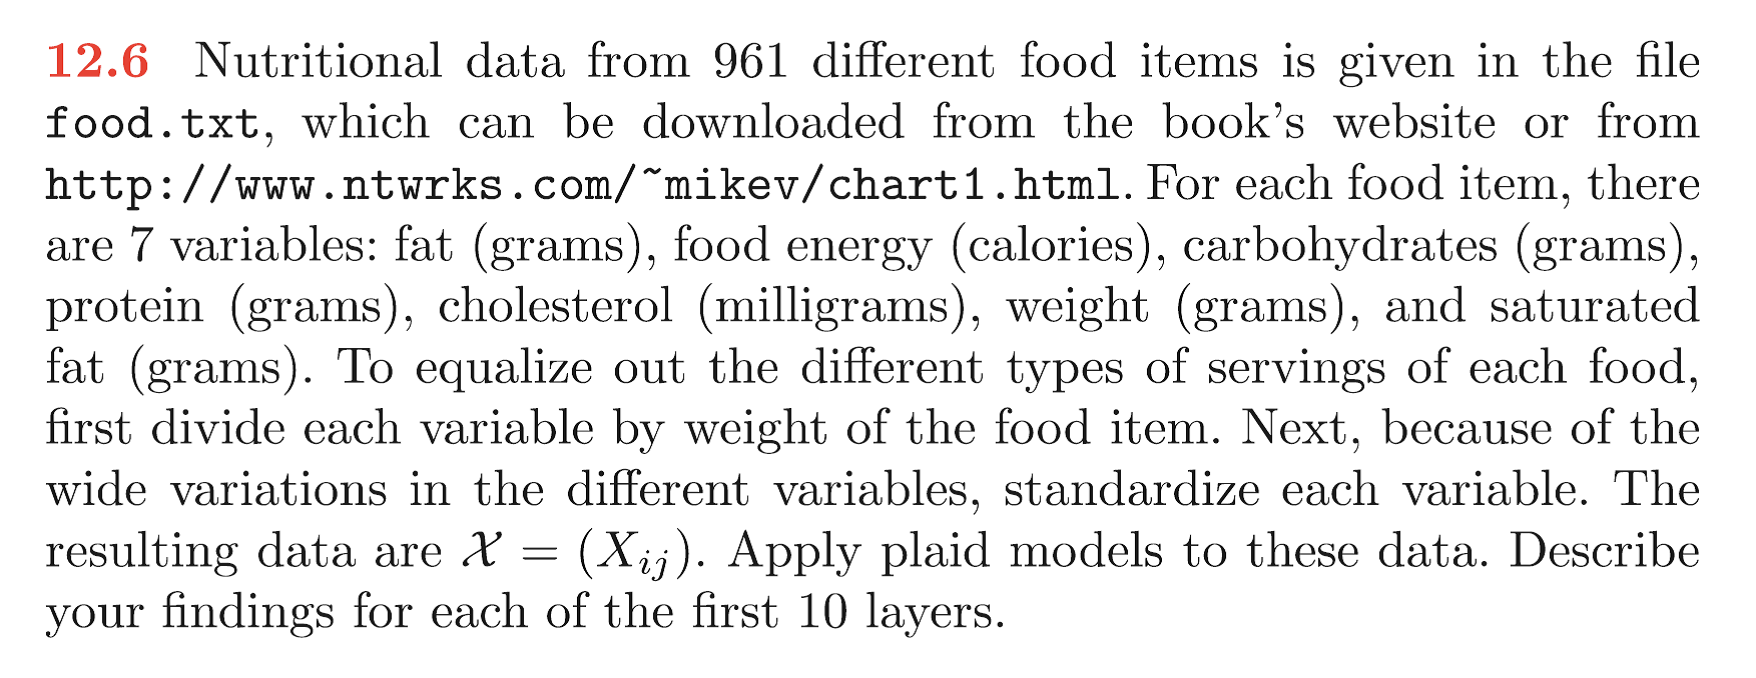 12.6 Nutritional data from 961 different food items is given in the file
food.txt, which can be downloaded from the book's website or from
http://www.ntwrks.com/~mikev/chart1.html. For each food item, there
are 7 variables: fat (grams), food energy (calories), carbohydrates (grams),
protein (grams), cholesterol (milligrams), weight (grams), and saturated
fat (grams). To equalize out the different types of servings of each food,
first divide each variable by weight of the food item. Next, because of the
wide variations in the different variables, standardize each variable. The
resulting data are 𝒳 = (Xᵢⱼ). Apply plaid models to these data. Describe
your findings for each of the first 10 layers.